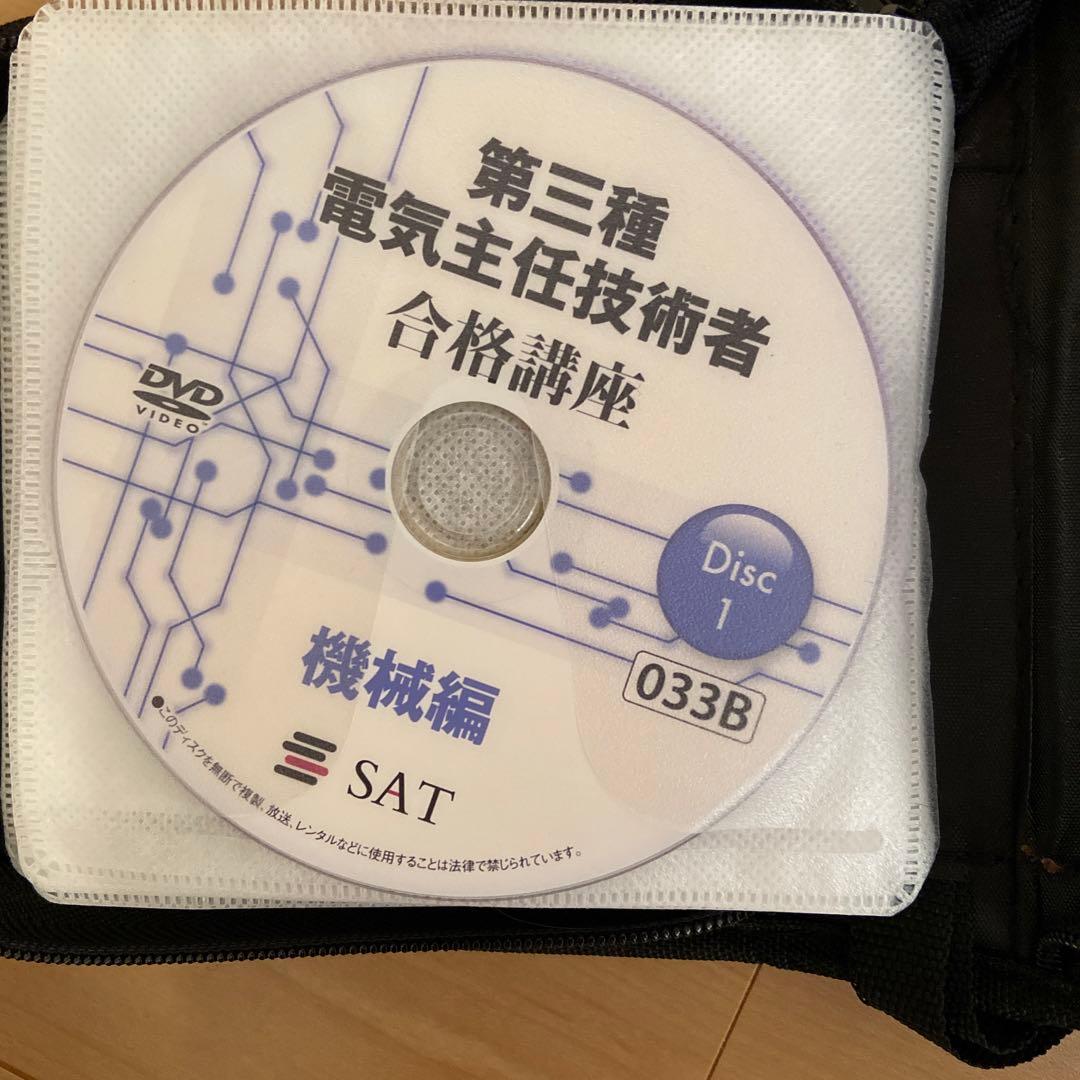 第三種
電気主任技術者
合格講座
DVD
VIDEO
Disc
1
033B
機械編
SAT
●このディスクを無断で複製、放送、レンタルなどに使用することは法律で禁じられています。